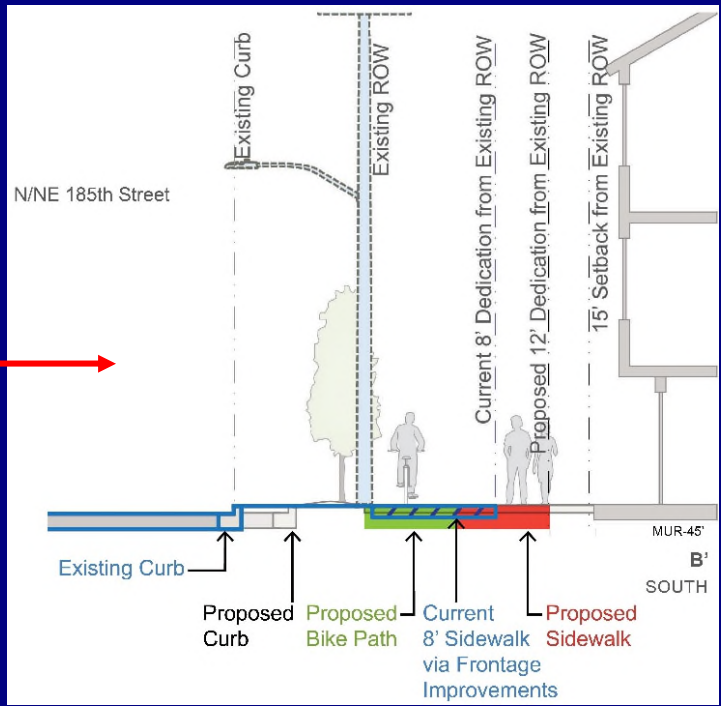 Existing Curb
Existing ROW
Current 8' Dedication from Existing ROW
Proposed 12' Dedication from Existing ROW
15' Setback from Existing ROW
N/NE 185th Street
MUR-45'
B'
SOUTH
Existing Curb
Proposed
Curb
Proposed
Bike Path
Current
8' Sidewalk
via Frontage
Improvements
Proposed
Sidewalk